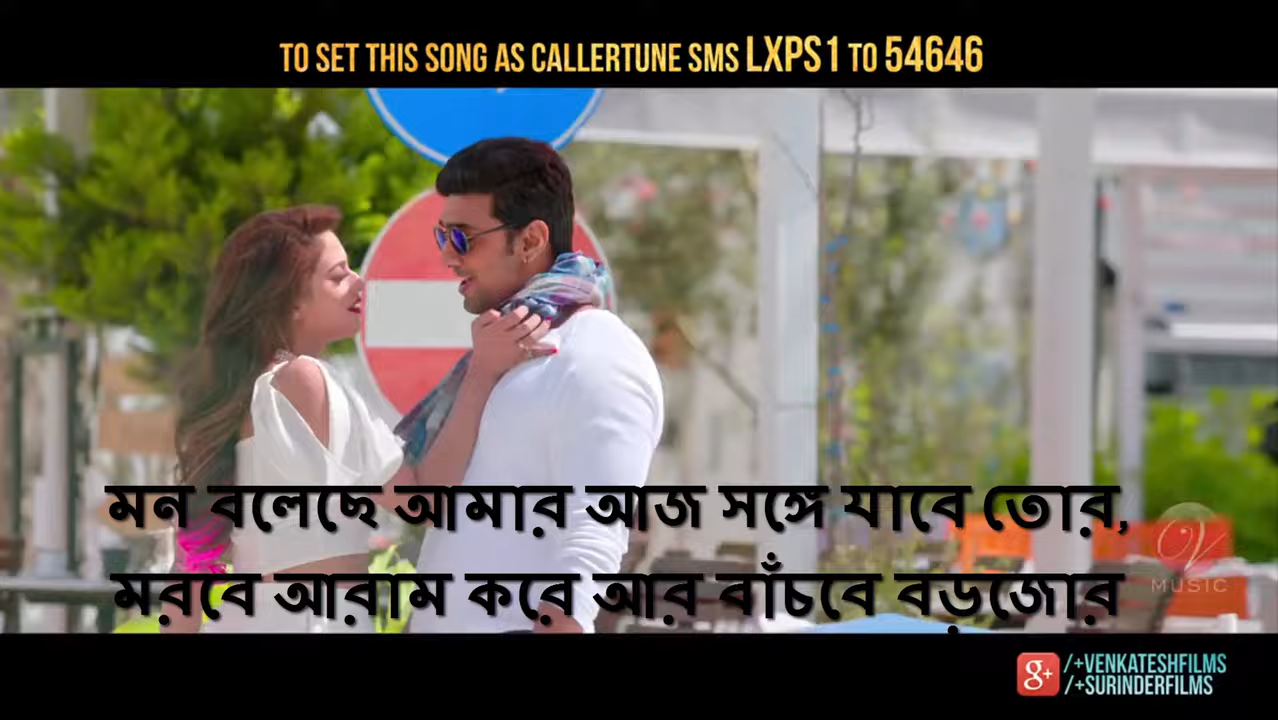 TO SET THIS SONG AS CALLERTUNE SMS LXPS1 TO 54646
মন বলেছে আমার আজ সঙ্গে যাবে তোর,
মরবে আরাম করে আর বাঁচবে বড়জোর
V
MUSIC
g+ /+VENKATESHFILMS
/+SURINDERFILMS